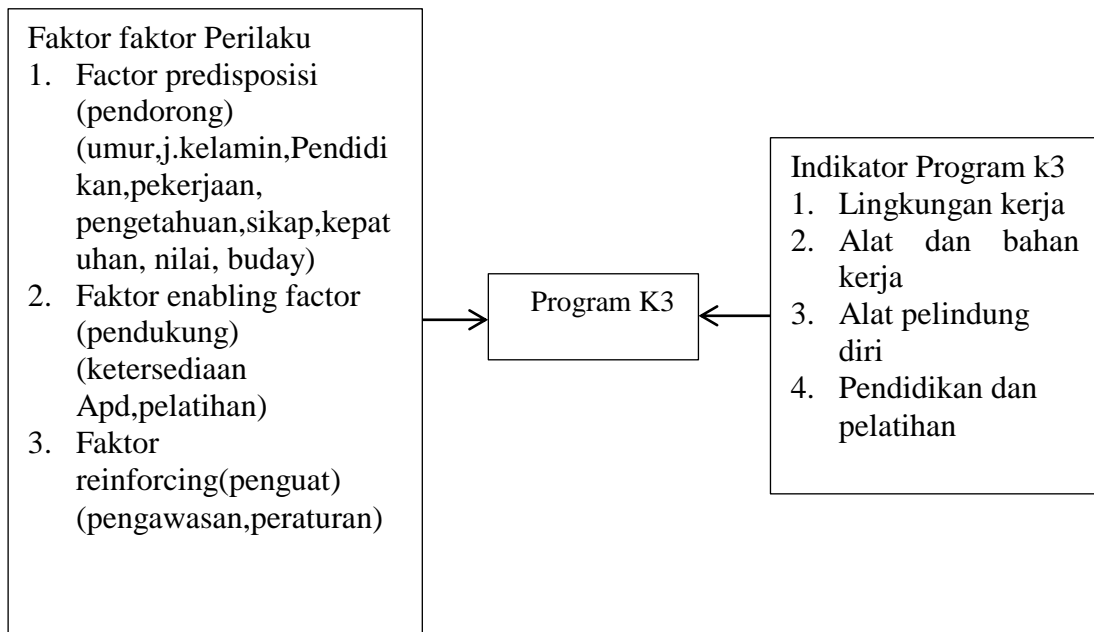 Faktor faktor Perilaku
1. Factor predisposisi
(pendorong)
(umur,j.kelamin,Pendidi
kan,pekerjaan,
pengetahuan,sikap,kepat
uhan, nilai, buday)
2. Faktor enabling factor
(pendukung)
(ketersediaan
Apd,pelatihan)
3. Faktor
reinforcing(penguat)
(pengawasan,peraturan)
Program K3
Indikator Program k3
1. Lingkungan kerja
2. Alat dan bahan
kerja
3. Alat pelindung
diri
4. Pendidikan dan
pelatihan